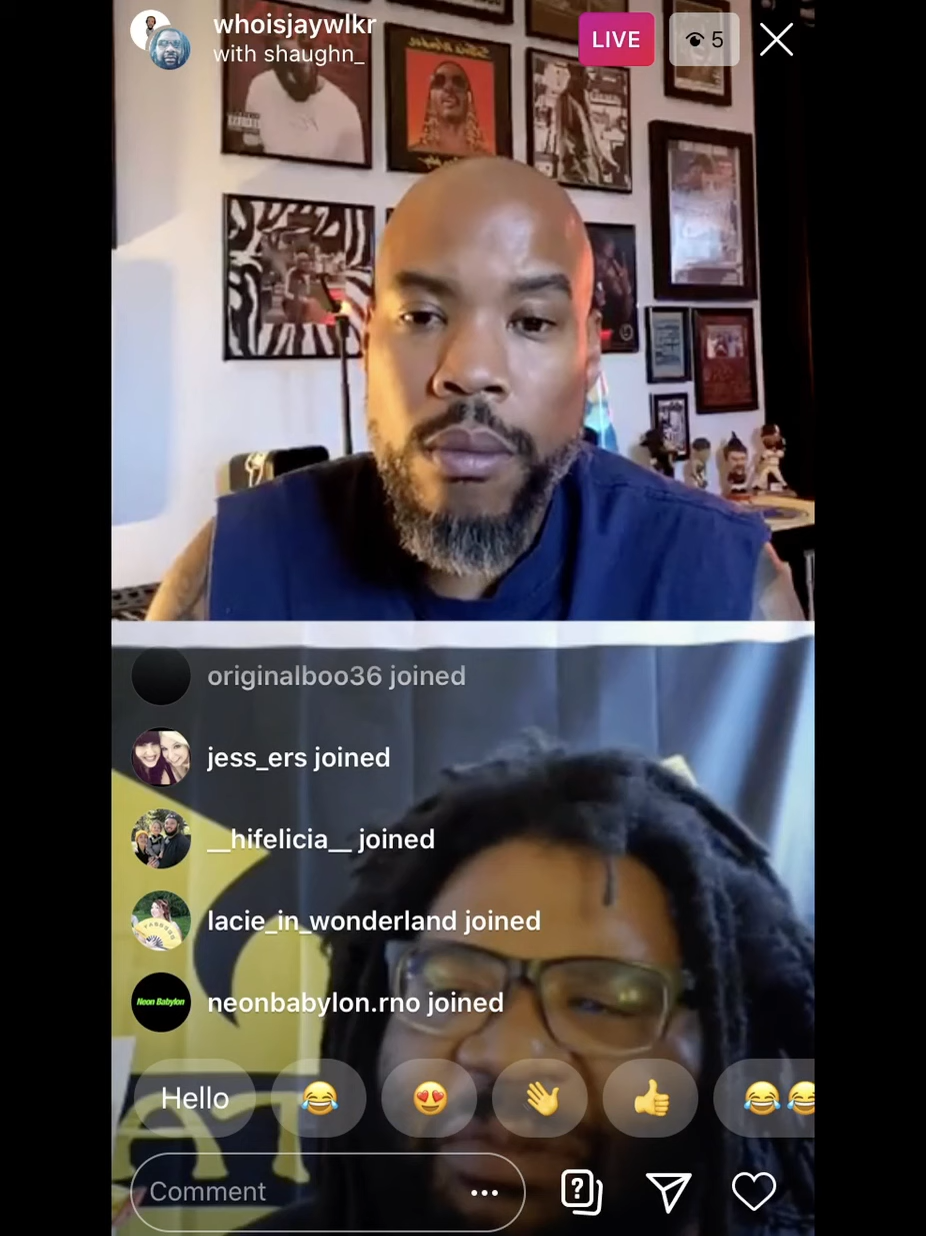 whoisjaywlkr
LIVE
5
with shaughn_
originalboo36 joined
jess_ers joined
__hifelicia__ joined
lacie_in_wonderland joined
Neon Babylon
neonbabylon.rno joined
Hello
Comment